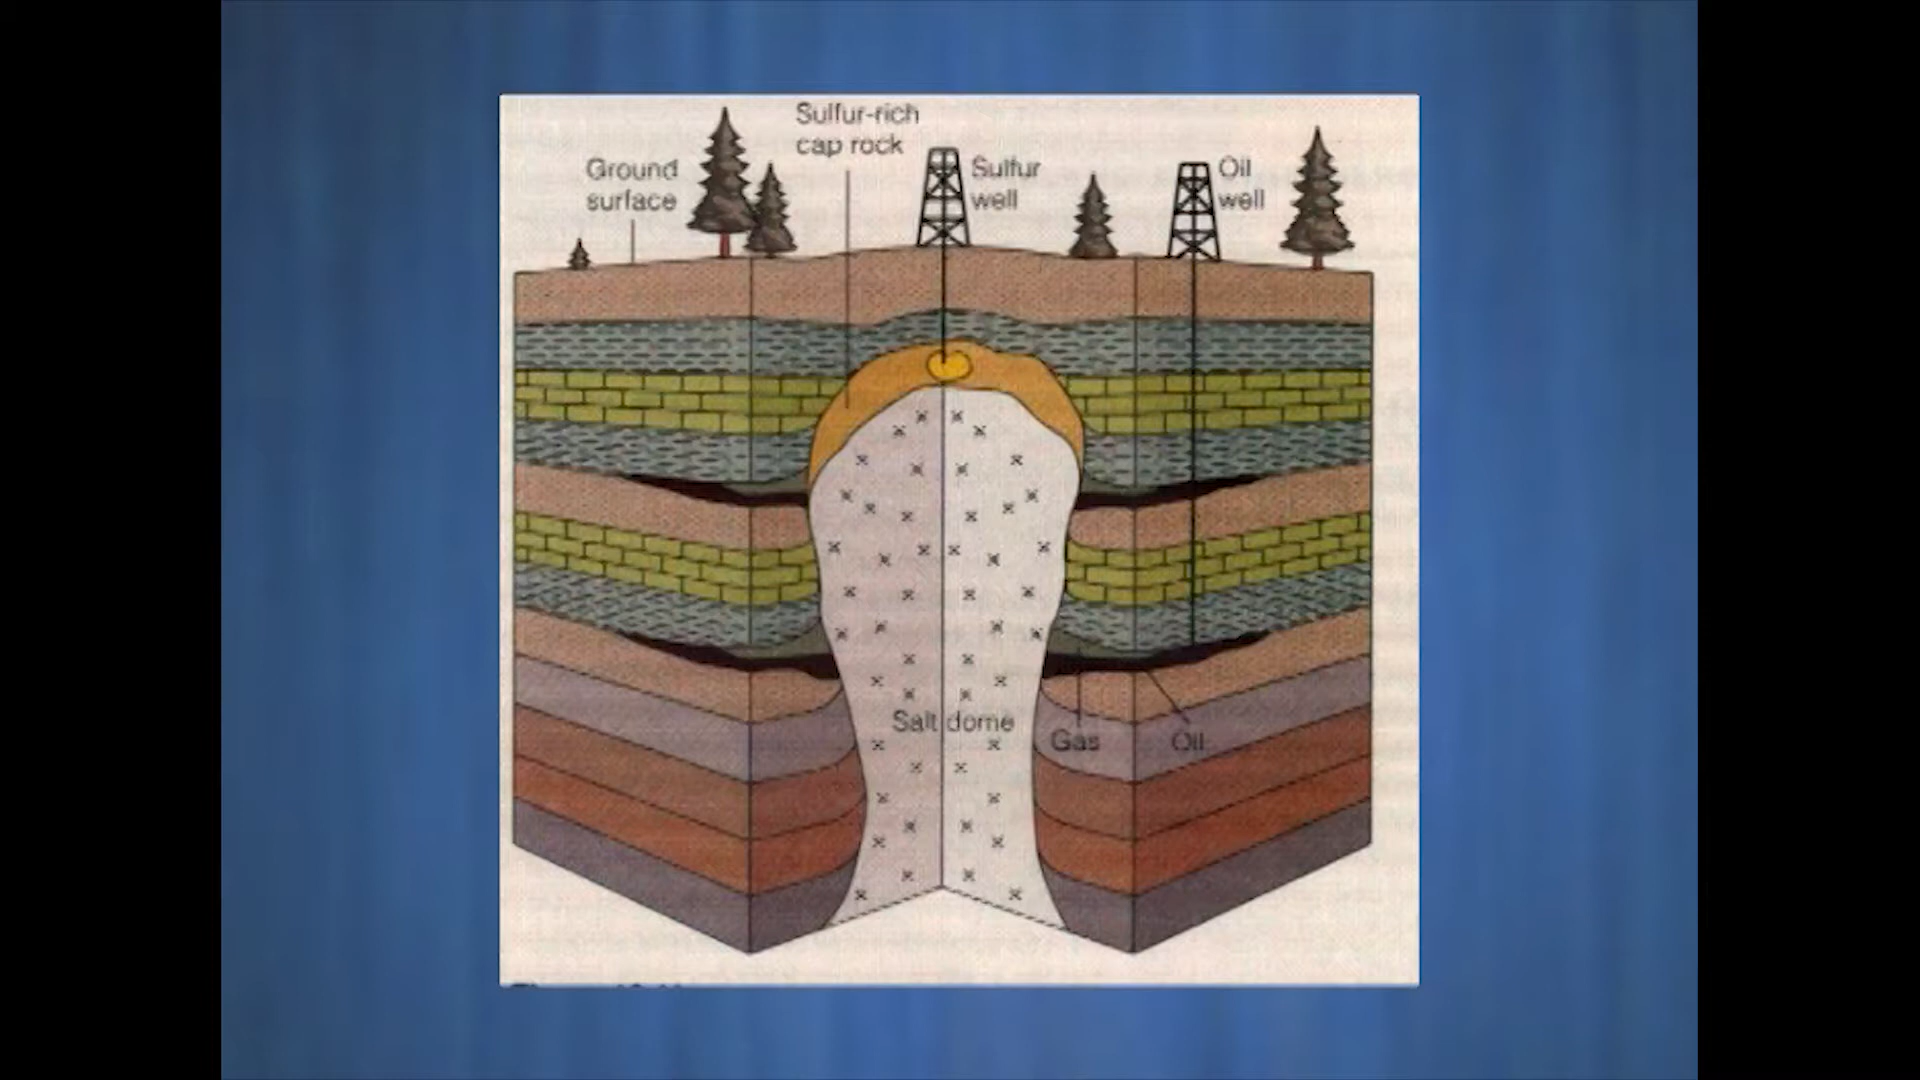 Sulfur-rich
cap rock
Ground
surface
Sulfur
well
Oil
well
Salt dome
Gas
Oil